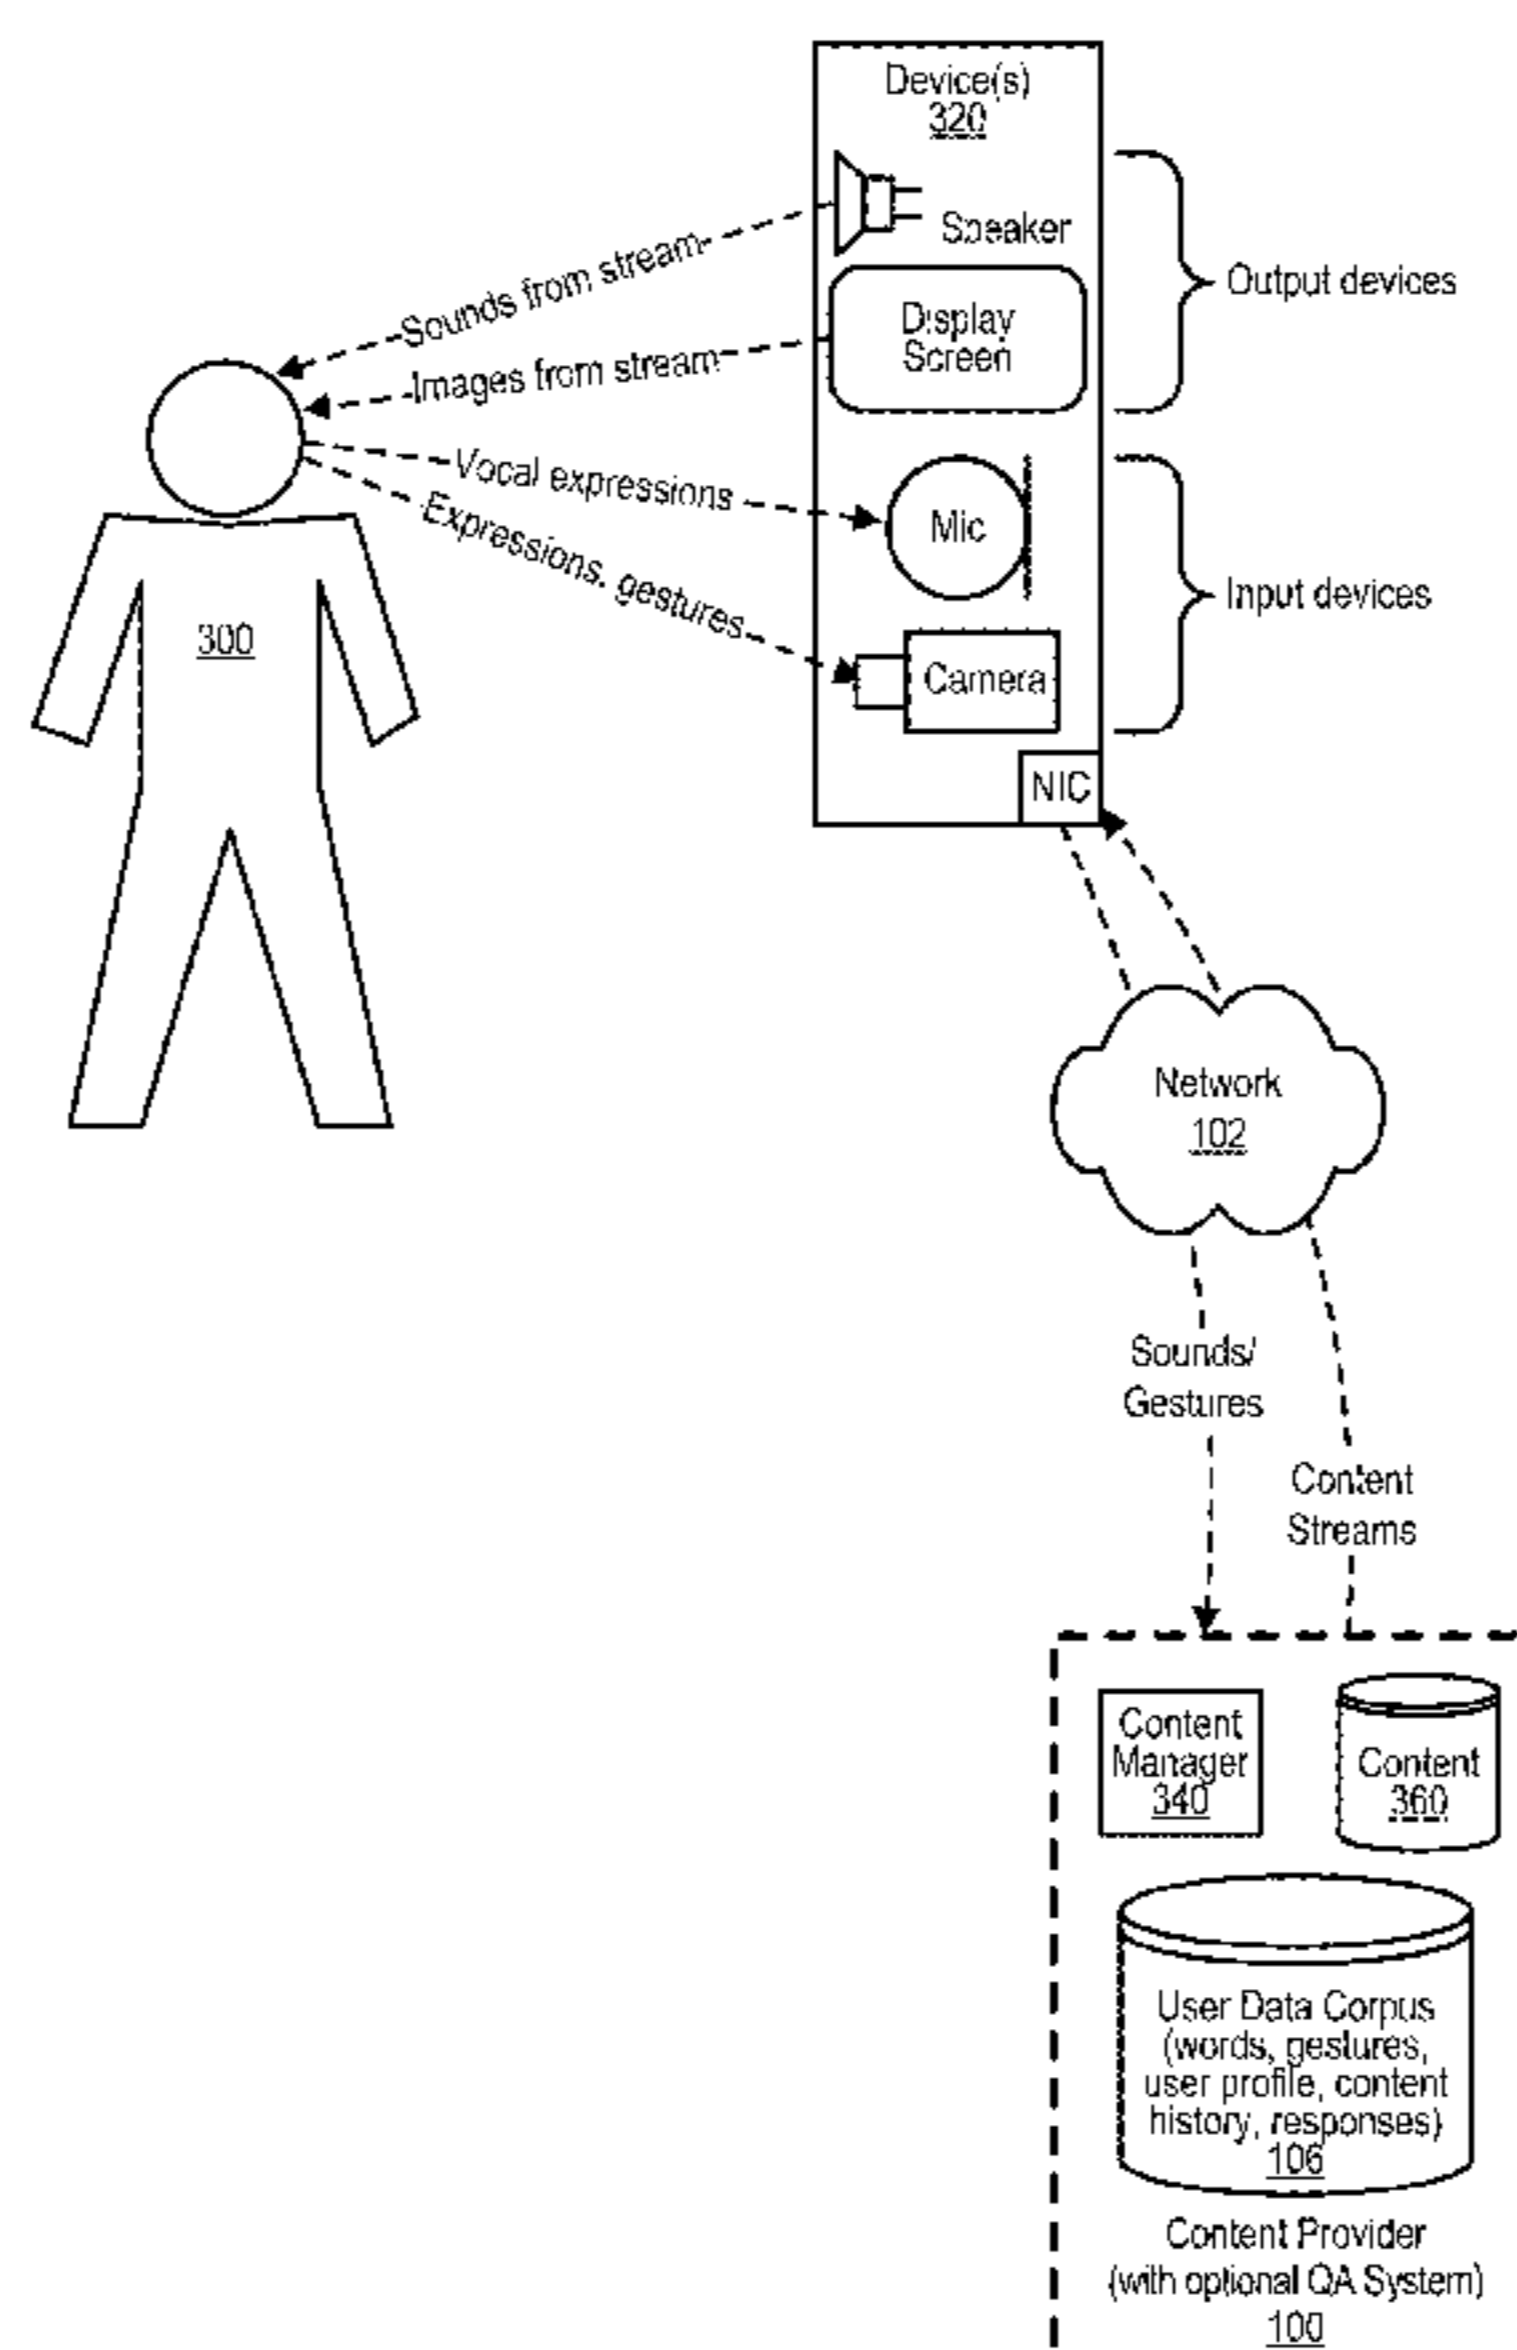 Device(s)
320
Speaker
Output devices
Display
Screen
Sounds from stream
Images from stream
Vocal expressions
Expressions, gestures
Mic
Input devices
Camera
300
NIC
Network
102
Sounds/
Gestures
Content
Streams
Content
Manager
340
Content
360
User Data Corpus
(words, gestures,
user profile, content
history, responses)
106
Content Provider
(with optional QA System)
100